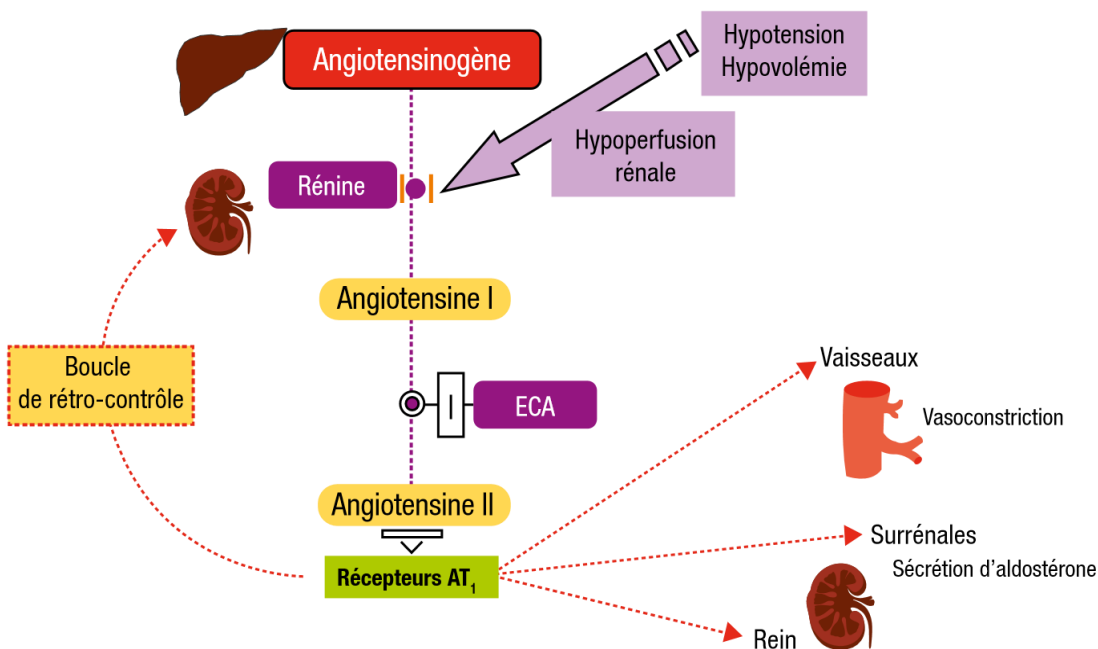 Angiotensinogène
Hypotension
Hypovolémie
Hypoperfusion
rénale
Rénine
Angiotensine I
Boucle
de rétro-contrôle
ECA
I
Vaisseaux
Vasoconstriction
Angiotensine II
Récepteurs AT₁
Surrénales
Sécrétion d'aldostérone
Rein